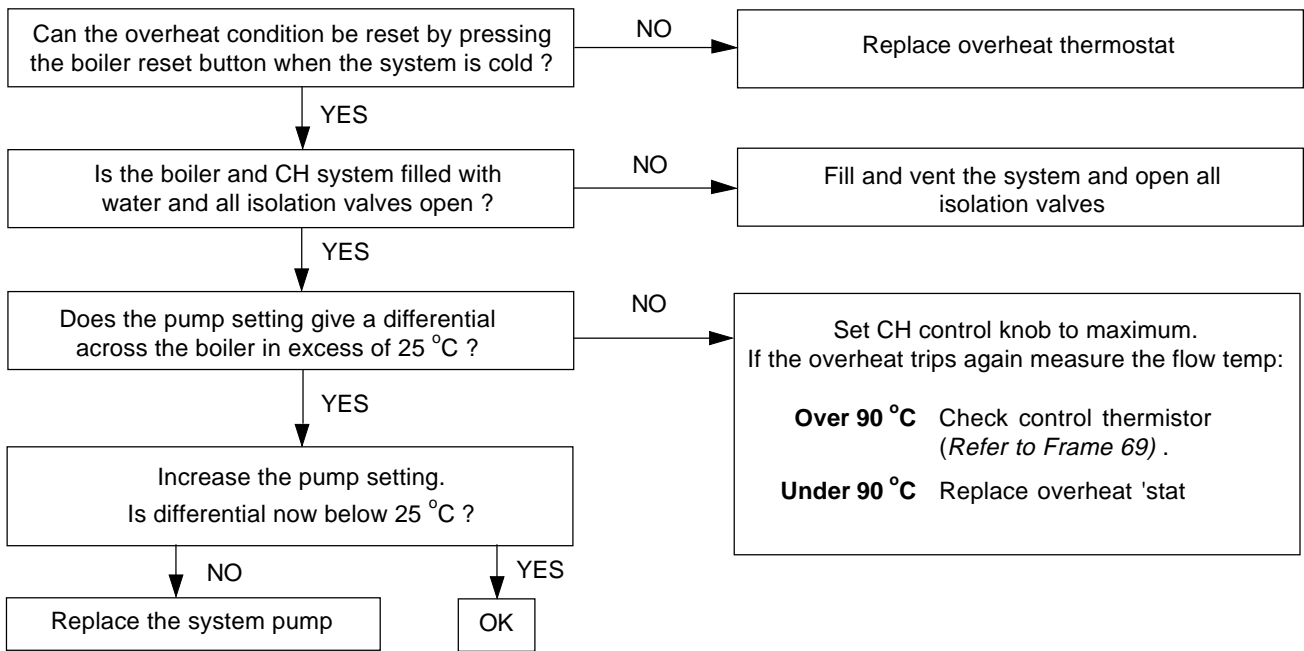 Can the overheat condition be reset by pressing
the boiler reset button when the system is cold ?
NO
Replace overheat thermostat
YES
Is the boiler and CH system filled with
water and all isolation valves open ?
NO
Fill and vent the system and open all
isolation valves
YES
Does the pump setting give a differential
across the boiler in excess of 25 °C ?
NO
Set CH control knob to maximum.
If the overheat trips again measure the flow temp:
Over 90 °C Check control thermistor
(Refer to Frame 69) .
Under 90 °C Replace overheat 'stat
YES
Increase the pump setting.
Is differential now below 25 °C ?
NO
YES
Replace the system pump
OK